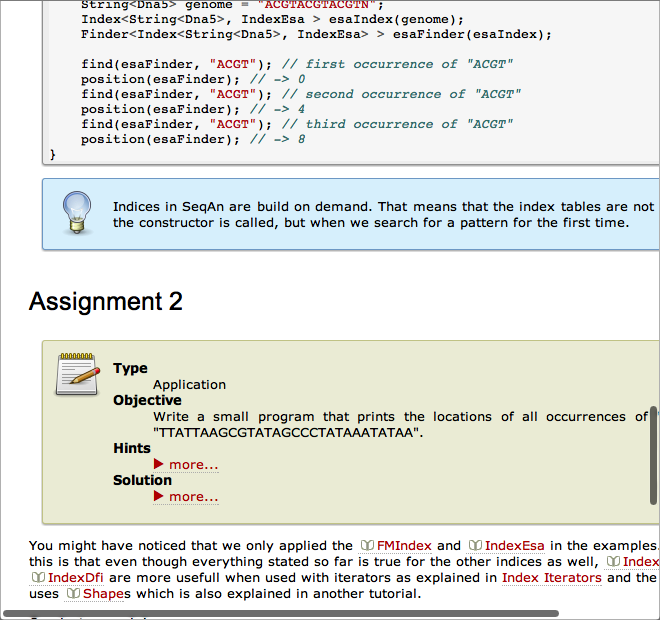 String<Dna5> genome = "ACGTACGTACGTN";
Index<String<Dna5>, IndexEsa > esaIndex(genome);
Finder<Index<String<Dna5>, IndexEsa> > esaFinder(esaIndex);
find(esaFinder, "ACGT"); // first occurrence of "ACGT"
position(esaFinder); // -> 0
find(esaFinder, "ACGT"); // second occurrence of "ACGT"
position(esaFinder); // -> 4
find(esaFinder, "ACGT"); // third occurrence of "ACGT"
position(esaFinder); // -> 8
}
Indices in SeqAn are build on demand. That means that the index tables are not
the constructor is called, but when we search for a pattern for the first time.
Assignment 2
Type
Application
Objective
Write a small program that prints the locations of all occurrences of
"TTATTAAGCGTATAGCCCTATAAATATAA".
Hints
more...
Solution
more...
You might have noticed that we only applied the FMIndex and IndexEsa in the examples.
this is that even though everything stated so far is true for the other indices as well, Index
IndexDfi are more usefull when used with iterators as explained in Index Iterators and the
uses Shapes which is also explained in another tutorial.